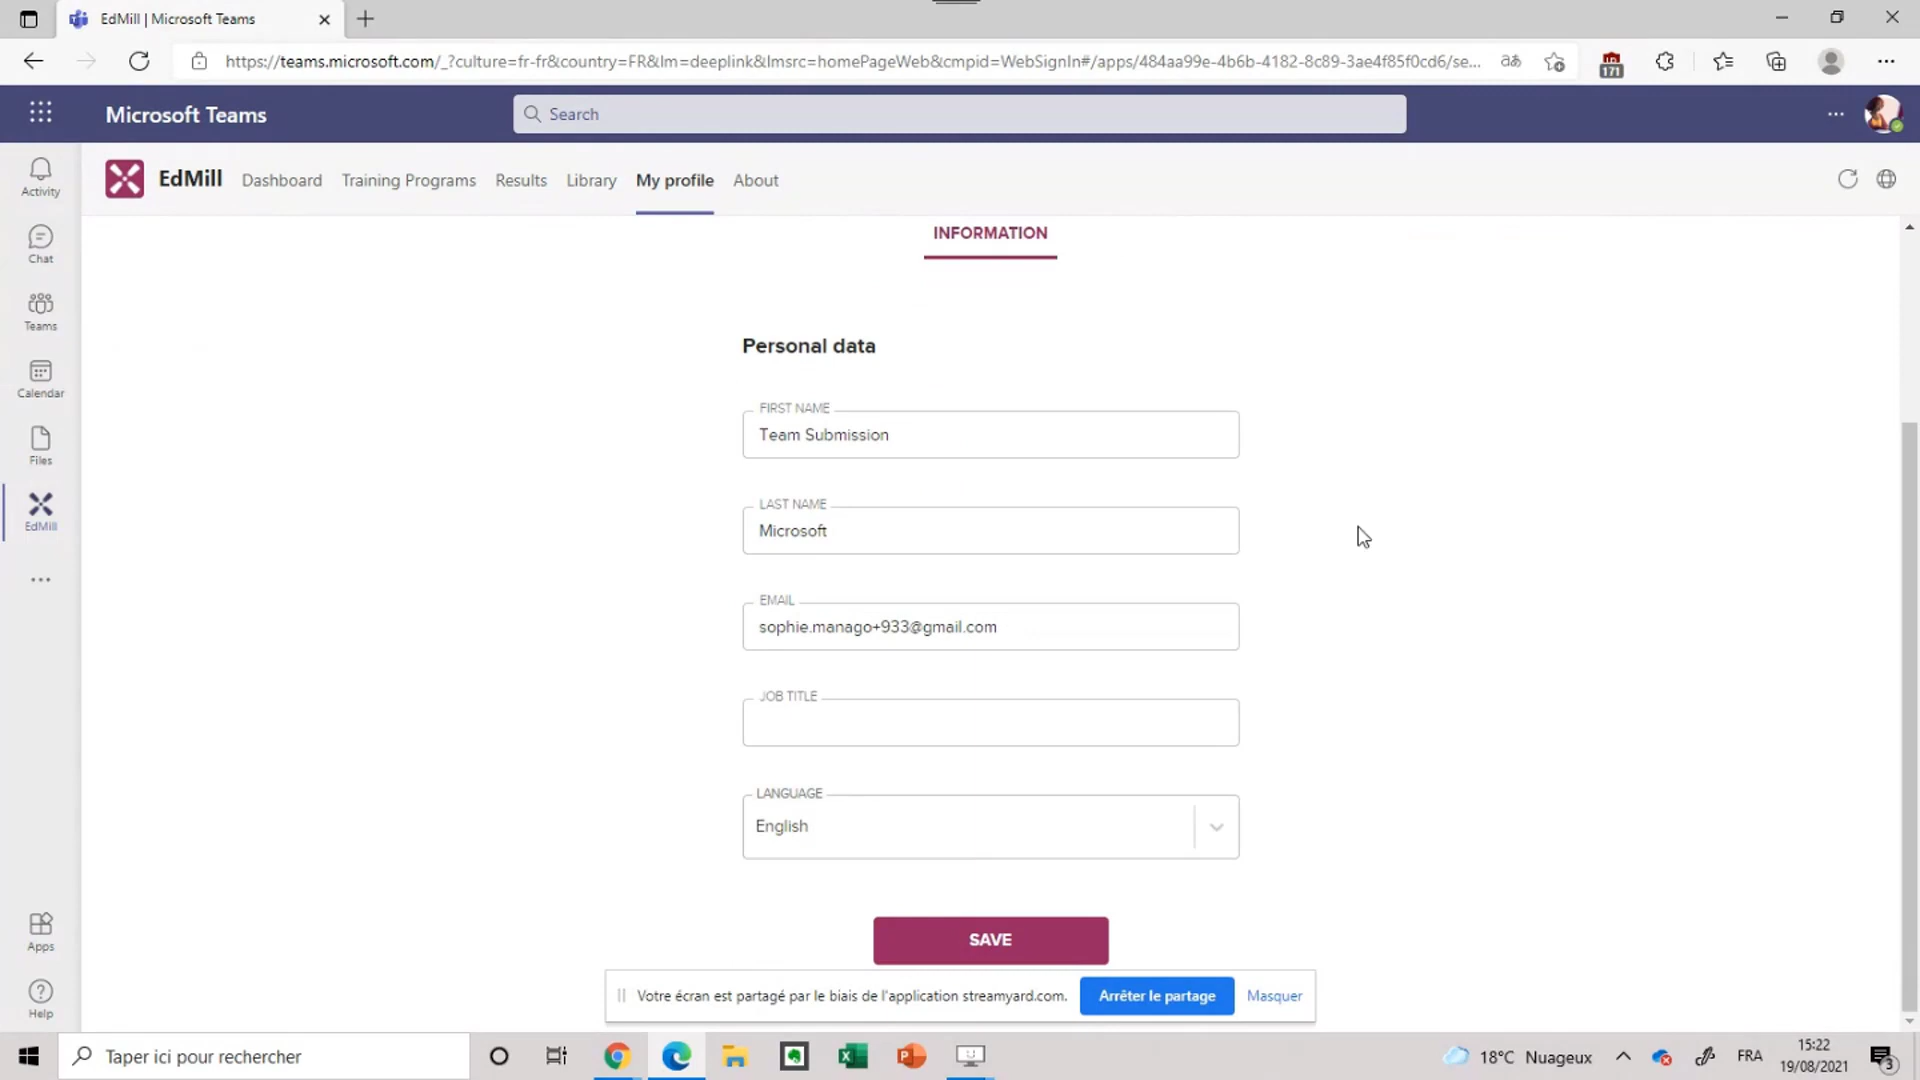 EdMill | Microsoft Teams
https://teams.microsoft.com/_?culture=fr-fr&country=FR&lm=deeplink&lmsrc=homePageWeb&cmpid=WebSignIn#/apps/484aa99e-4b6b-4182-8c89-3ae4f85f0cd6/se...
aあ
171
Microsoft Teams
Search
EdMill
Dashboard
Training Programs
Results
Library
My profile
About
Activity
Chat
Teams
Calendar
Files
EdMill
Apps
Help
INFORMATION
Personal data
FIRST NAME
Team Submission
LAST NAME
Microsoft
EMAIL
sophie.manago+933@gmail.com
JOB TITLE
LANGUAGE
English
SAVE
Votre écran est partagé par le biais de l'application streamyard.com.
Arrêter le partage
Masquer
Taper ici pour rechercher
18°C Nuageux
FRA
15:22
19/08/2021
3